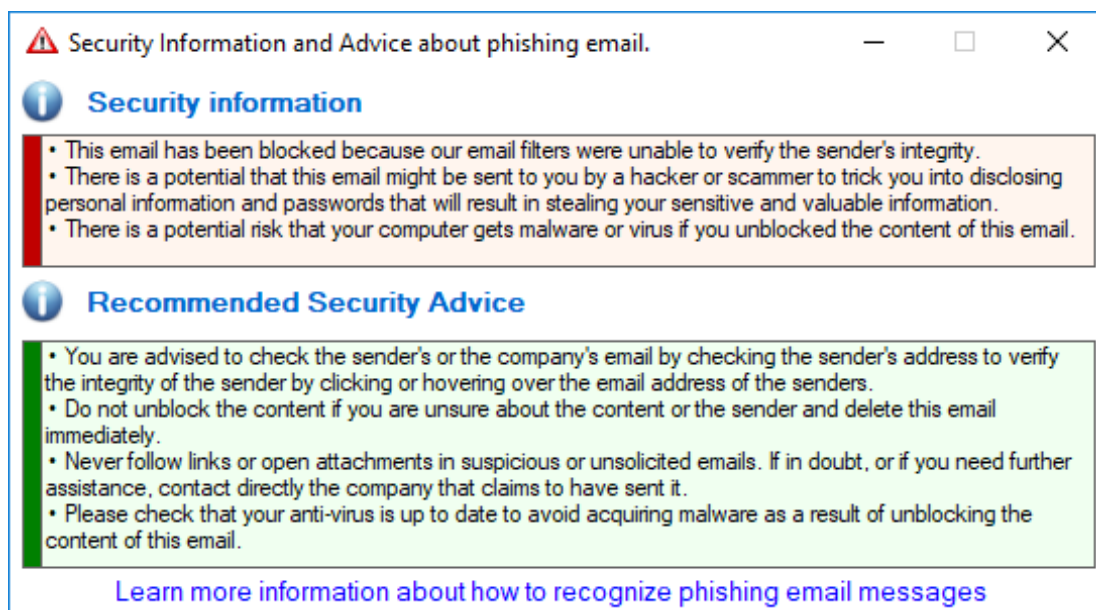 Security Information and Advice about phishing email.
Security information
• This email has been blocked because our email filters were unable to verify the sender's integrity.
• There is a potential that this email might be sent to you by a hacker or scammer to trick you into disclosing
personal information and passwords that will result in stealing your sensitive and valuable information.
• There is a potential risk that your computer gets malware or virus if you unblocked the content of this email.
Recommended Security Advice
• You are advised to check the sender's or the company's email by checking the sender's address to verify
the integrity of the sender by clicking or hovering over the email address of the senders.
• Do not unblock the content if you are unsure about the content or the sender and delete this email
immediately.
• Never follow links or open attachments in suspicious or unsolicited emails. If in doubt, or if you need further
assistance, contact directly the company that claims to have sent it.
• Please check that your anti-virus is up to date to avoid acquiring malware as a result of unblocking the
content of this email.
Learn more information about how to recognize phishing email messages